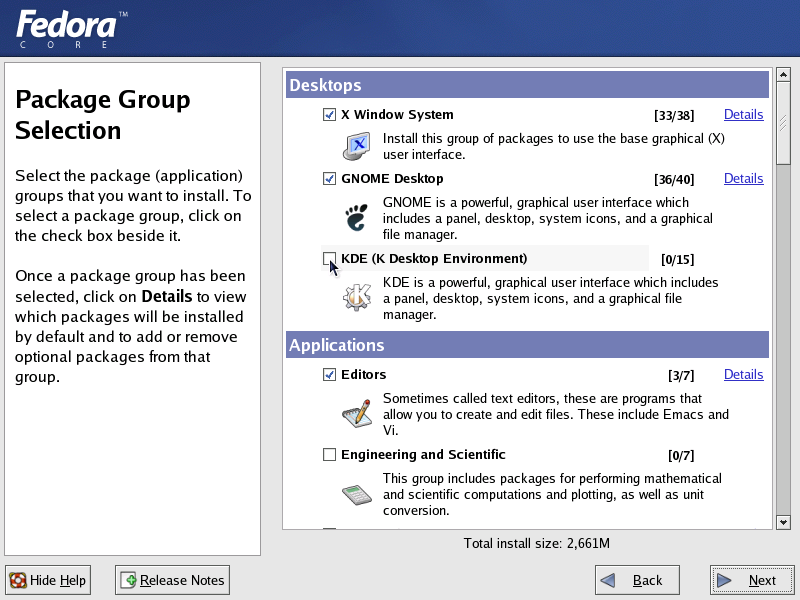 Fedora™
CORE
Package Group
Selection
Select the package (application)
groups that you want to install. To
select a package group, click on
the check box beside it.
Once a package group has been
selected, click on Details to view
which packages will be installed
by default and to add or remove
optional packages from that
group.
Desktops
X Window System [33/38] Details
Install this group of packages to use the base graphical (X)
user interface.
GNOME Desktop [36/40] Details
GNOME is a powerful, graphical user interface which
includes a panel, desktop, system icons, and a graphical
file manager.
KDE (K Desktop Environment) [0/15]
KDE is a powerful, graphical user interface which includes
a panel, desktop, system icons, and a graphical file
manager.
Applications
Editors [3/7] Details
Sometimes called text editors, these are programs that
allow you to create and edit files. These include Emacs and
Vi.
Engineering and Scientific [0/7]
This group includes packages for performing mathematical
and scientific computations and plotting, as well as unit
conversion.
Total install size: 2,661M
Hide Help Release Notes Back Next